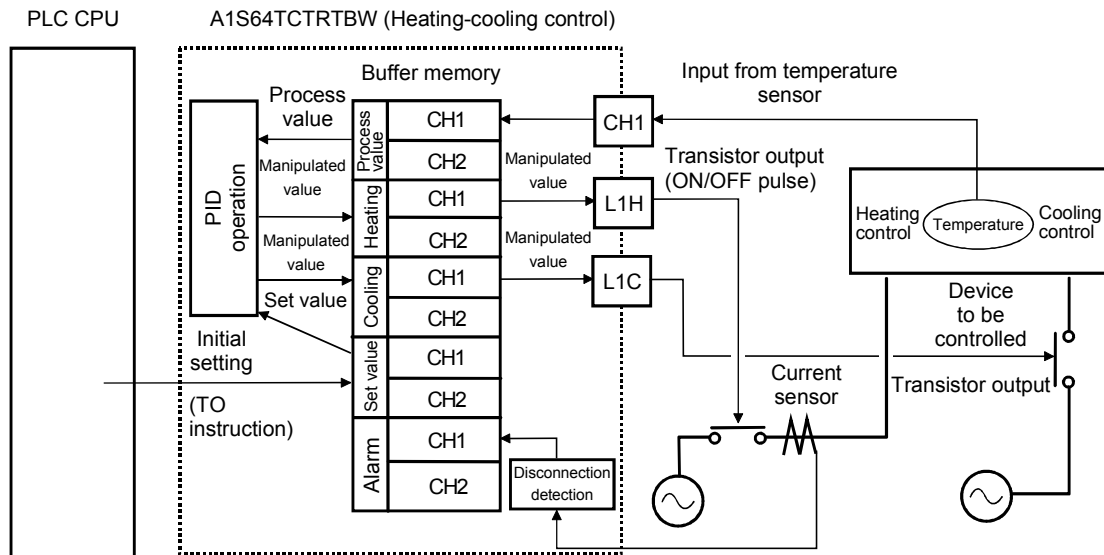 PLC CPU
A1S64TCTRTBW (Heating-cooling control)
Buffer memory
Input from temperature
sensor
Process
value
Process
value
CH1
CH2
CH1
Manipulated
value
Manipulated
value
Transistor output
(ON/OFF pulse)
PID
operation
Heating
CH1
CH2
L1H
Heating
control
Temperature
Cooling
control
Manipulated
value
Manipulated
value
Cooling
CH1
CH2
L1C
Set value
Device
to be
controlled
Initial
setting
Set value
CH1
CH2
Current
sensor
Transistor output
(TO
instruction)
Alarm
CH1
CH2
Disconnection
detection